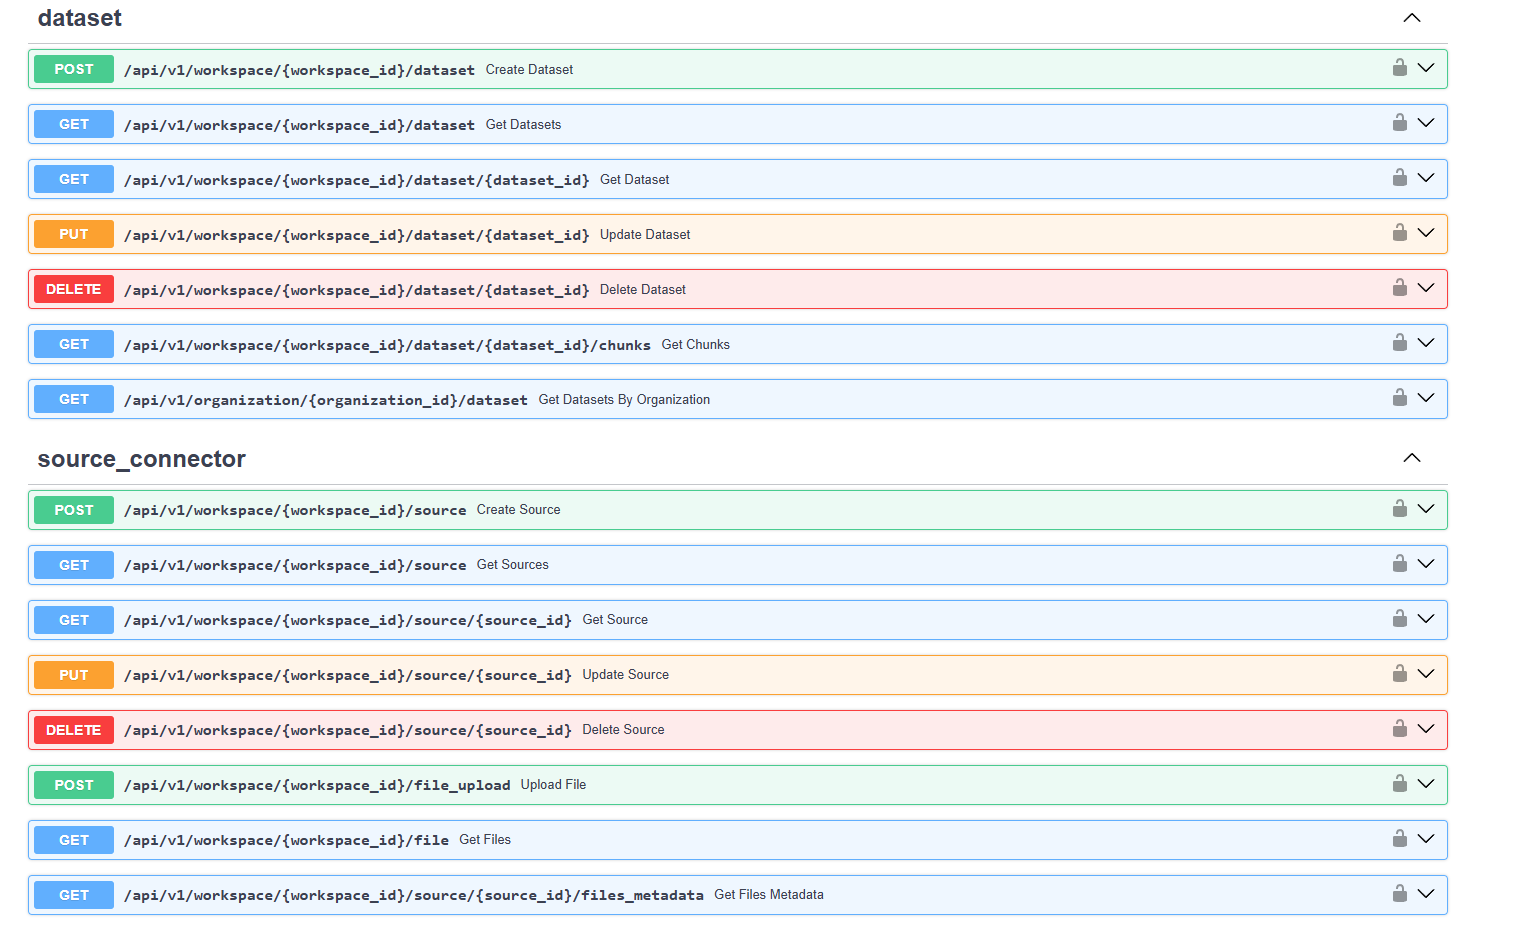 dataset
POST /api/v1/workspace/{workspace_id}/dataset Create Dataset
GET /api/v1/workspace/{workspace_id}/dataset Get Datasets
GET /api/v1/workspace/{workspace_id}/dataset/{dataset_id} Get Dataset
PUT /api/v1/workspace/{workspace_id}/dataset/{dataset_id} Update Dataset
DELETE /api/v1/workspace/{workspace_id}/dataset/{dataset_id} Delete Dataset
GET /api/v1/workspace/{workspace_id}/dataset/{dataset_id}/chunks Get Chunks
GET /api/v1/organization/{organization_id}/dataset Get Datasets By Organization
source_connector
POST /api/v1/workspace/{workspace_id}/source Create Source
GET /api/v1/workspace/{workspace_id}/source Get Sources
GET /api/v1/workspace/{workspace_id}/source/{source_id} Get Source
PUT /api/v1/workspace/{workspace_id}/source/{source_id} Update Source
DELETE /api/v1/workspace/{workspace_id}/source/{source_id} Delete Source
POST /api/v1/workspace/{workspace_id}/file_upload Upload File
GET /api/v1/workspace/{workspace_id}/file Get Files
GET /api/v1/workspace/{workspace_id}/source/{source_id}/files_metadata Get Files Metadata